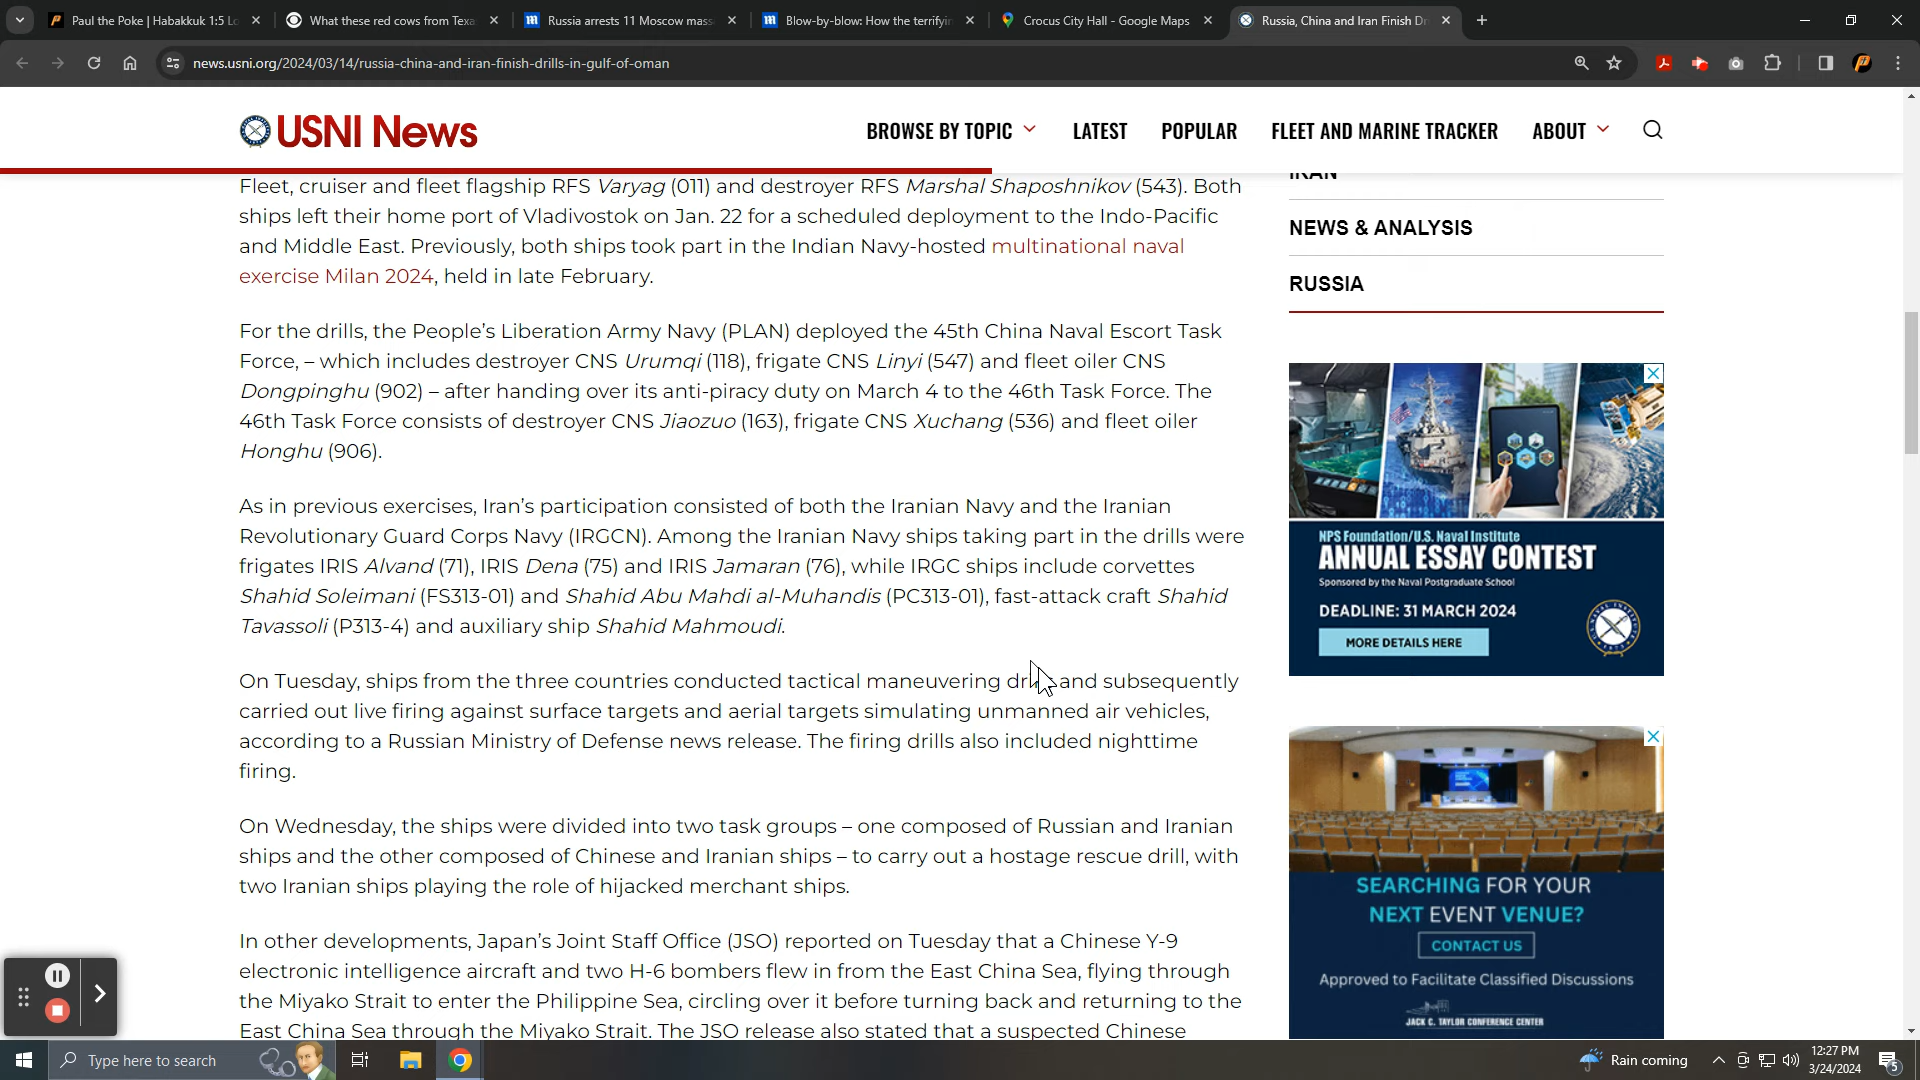 Paul the Poke | Habakkuk 1:5 Lo
What these red cows from Texa
Russia arrests 11 Moscow mass
Blow-by-blow: How the terrifyin
Crocus City Hall - Google Maps
Russia, China and Iran Finish Dr
news.usni.org/2024/03/14/russia-china-and-iran-finish-drills-in-gulf-of-oman
USNI News
BROWSE BY TOPIC
LATEST
POPULAR
FLEET AND MARINE TRACKER
ABOUT
Fleet, cruiser and fleet flagship RFS Varyag (011) and destroyer RFS Marshal Shaposhnikov (543). Both
ships left their home port of Vladivostok on Jan. 22 for a scheduled deployment to the Indo-Pacific
and Middle East. Previously, both ships took part in the Indian Navy-hosted multinational naval
exercise Milan 2024, held in late February.
For the drills, the People’s Liberation Army Navy (PLAN) deployed the 45th China Naval Escort Task
Force, – which includes destroyer CNS Urumqi (118), frigate CNS Linyi (547) and fleet oiler CNS
Dongpinghu (902) – after handing over its anti-piracy duty on March 4 to the 46th Task Force. The
46th Task Force consists of destroyer CNS Jiaozuo (163), frigate CNS Xuchang (536) and fleet oiler
Honghu (906).
As in previous exercises, Iran’s participation consisted of both the Iranian Navy and the Iranian
Revolutionary Guard Corps Navy (IRGCN). Among the Iranian Navy ships taking part in the drills were
frigates IRIS Alvand (71), IRIS Dena (75) and IRIS Jamaran (76), while IRGC ships include corvettes
Shahid Soleimani (FS313-01) and Shahid Abu Mahdi al-Muhandis (PC313-01), fast-attack craft Shahid
Tavassoli (P313-4) and auxiliary ship Shahid Mahmoudi.
On Tuesday, ships from the three countries conducted tactical maneuvering and subsequently
carried out live firing against surface targets and aerial targets simulating unmanned air vehicles,
according to a Russian Ministry of Defense news release. The firing drills also included nighttime
firing.
On Wednesday, the ships were divided into two task groups – one composed of Russian and Iranian
ships and the other composed of Chinese and Iranian ships – to carry out a hostage rescue drill, with
two Iranian ships playing the role of hijacked merchant ships.
In other developments, Japan’s Joint Staff Office (JSO) reported on Tuesday that a Chinese Y-9
electronic intelligence aircraft and two H-6 bombers flew in from the East China Sea, flying through
the Miyako Strait to enter the Philippine Sea, circling over it before turning back and returning to the
East China Sea through the Miyako Strait. The JSO release also stated that a suspected Chinese
IRAN
NEWS & ANALYSIS
RUSSIA
NPS Foundation/U.S. Naval Institute
ANNUAL ESSAY CONTEST
Sponsored by the Naval Postgraduate School
DEADLINE: 31 MARCH 2024
MORE DETAILS HERE
SEARCHING FOR YOUR
NEXT EVENT VENUE?
CONTACT US
Approved to Facilitate Classified Discussions
JACK C. TAYLOR CONFERENCE CENTER
Type here to search
Rain coming
12:27 PM
3/24/2024
5